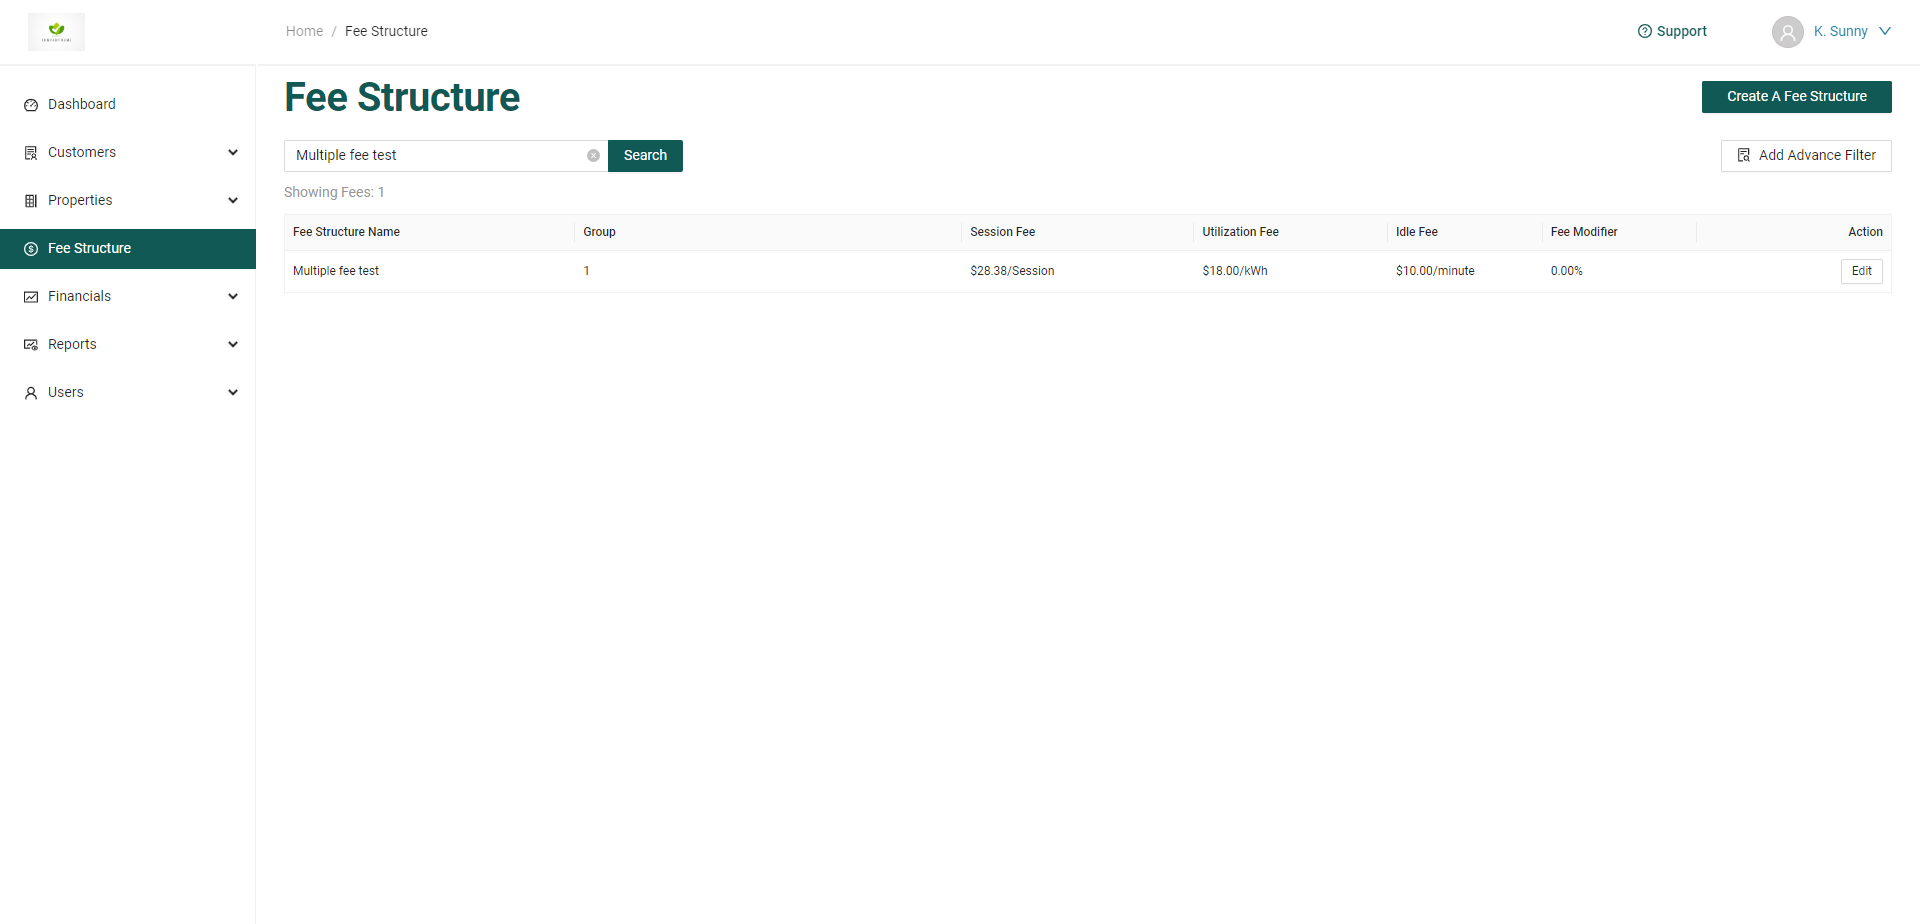 Home / Fee Structure
Support
K. Sunny
Dashboard
Customers
Properties
Fee Structure
Financials
Reports
Users
Fee Structure
Create A Fee Structure
Multiple fee test
Search
Add Advance Filter
Showing Fees: 1
Fee Structure Name Group Session Fee Utilization Fee Idle Fee Fee Modifier Action
Multiple fee test 1 $28.38/Session $18.00/kWh $10.00/minute 0.00% Edit